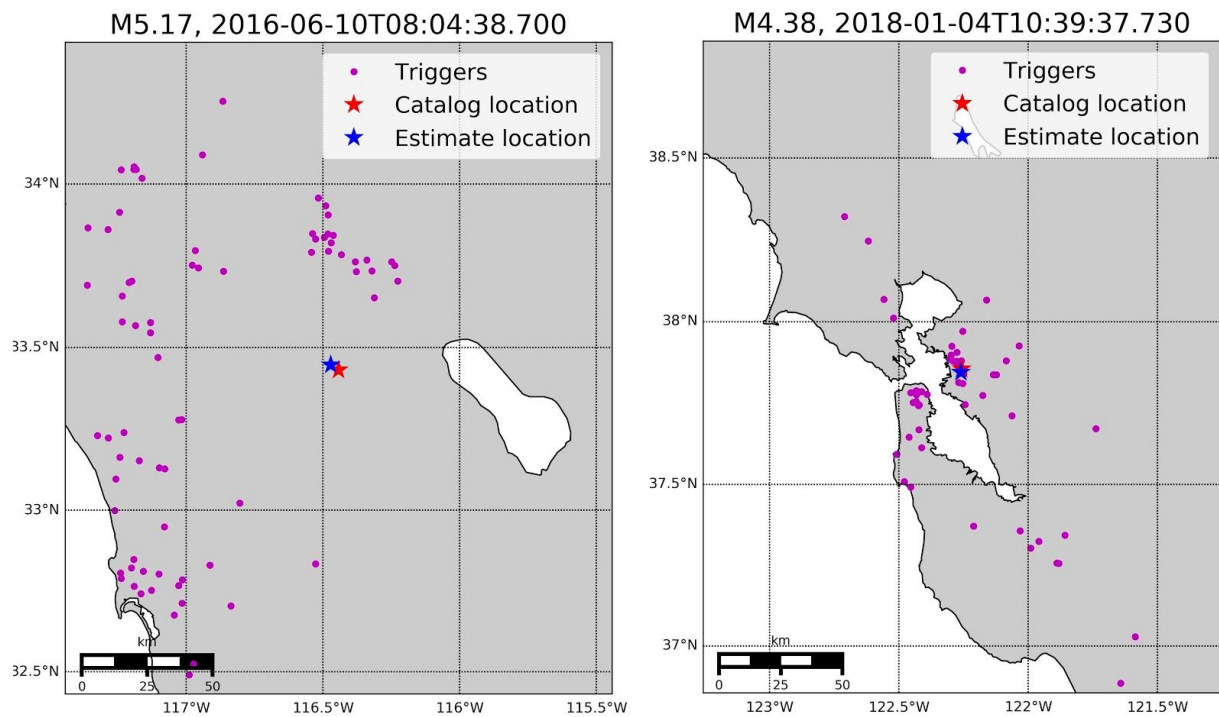 M5.17, 2016-06-10T08:04:38.700
Triggers
Catalog location
Estimate location
34°N
33.5°N
33°N
32.5°N
km
0 25 50
117°W 116.5°W 116°W 115.5°W
M4.38, 2018-01-04T10:39:37.730
Triggers
Catalog location
Estimate location
38.5°N
38°N
37.5°N
37°N
km
0 25 50
123°W 122.5°W 122°W 121.5°W